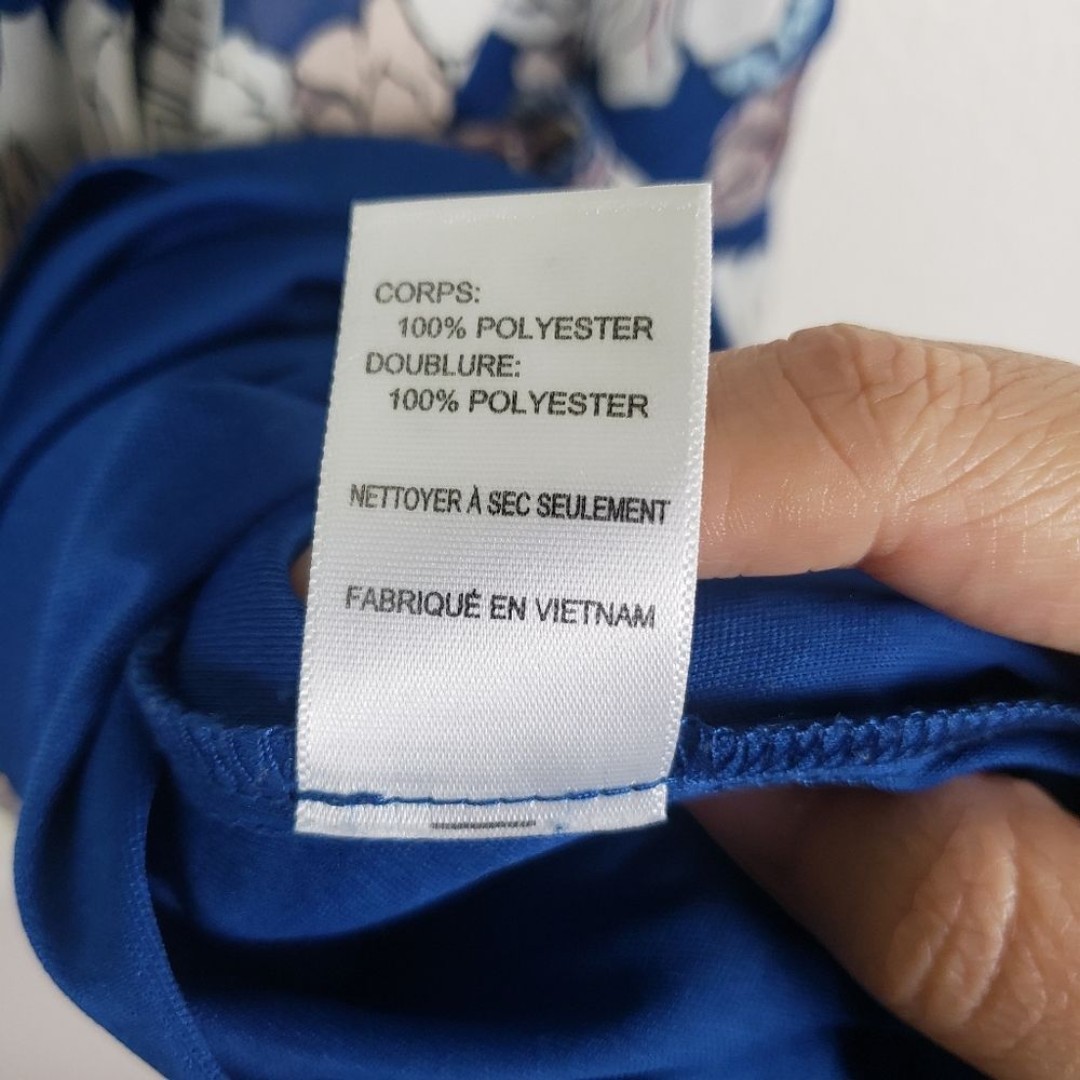 CORPS:
100% POLYESTER
DOUBLURE:
100% POLYESTER
NETTOYER À SEC SEULEMENT
FABRIQUÉ EN VIETNAM